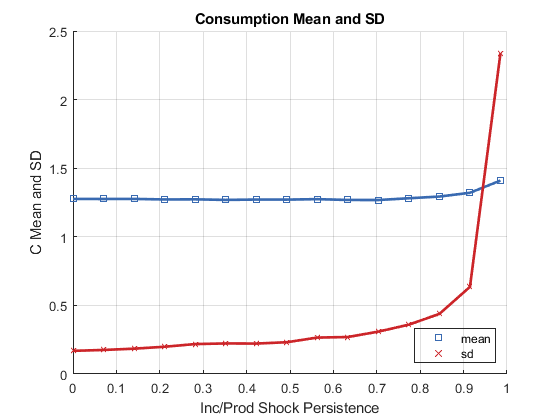 Consumption Mean and SD
2.5
2
1.5
1
0.5
0
C Mean and SD
mean
sd
0 0.1 0.2 0.3 0.4 0.5 0.6 0.7 0.8 0.9 1
Inc/Prod Shock Persistence